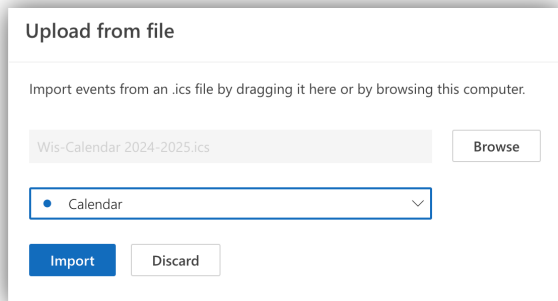 Upload from file
Import events from an .ics file by dragging it here or by browsing this computer.
Wis-Calendar 2024-2025.ics
Browse
Calendar
Import
Discard